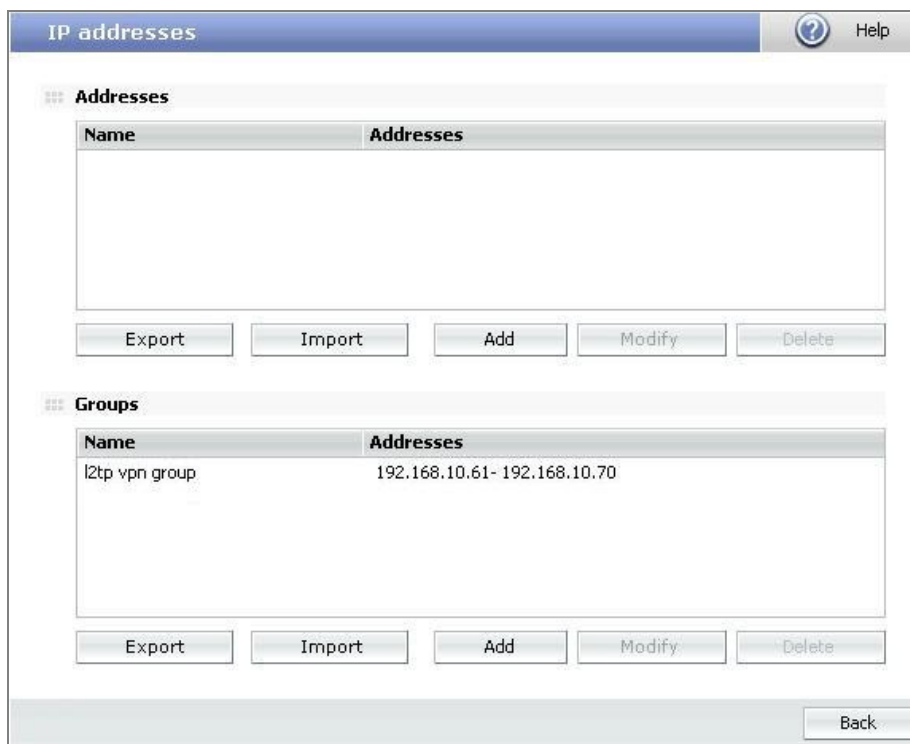 IP addresses Help
Addresses
Name Addresses
Export Import Add Modify Delete
Groups
Name Addresses
l2tp vpn group 192.168.10.61- 192.168.10.70
Export Import Add Modify Delete
Back